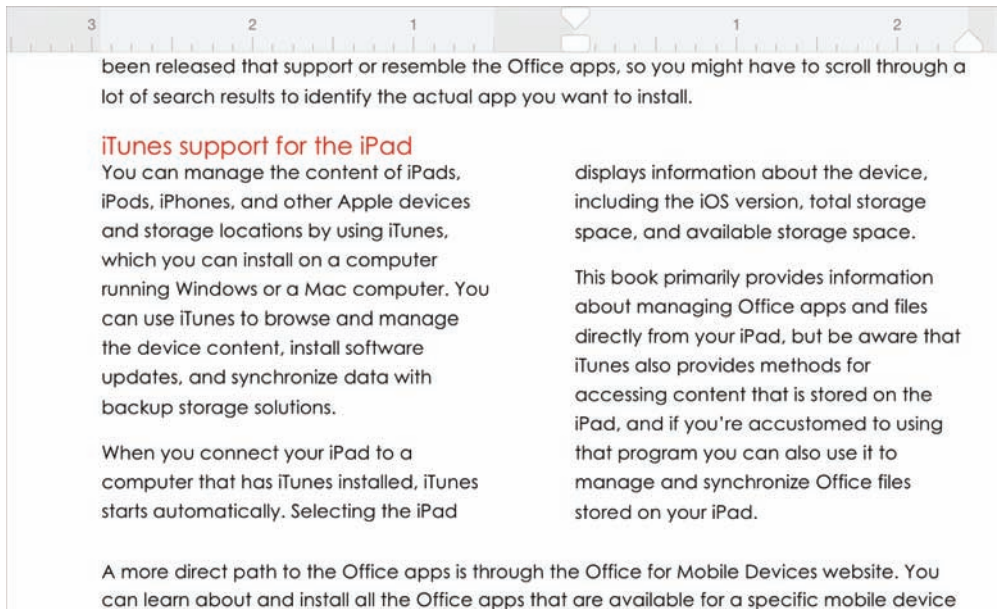 3 2 1 1 2
been released that support or resemble the Office apps, so you might have to scroll through a
lot of search results to identify the actual app you want to install.
iTunes support for the iPad
You can manage the content of iPads,
iPods, iPhones, and other Apple devices
and storage locations by using iTunes,
which you can install on a computer
running Windows or a Mac computer. You
can use iTunes to browse and manage
the device content, install software
updates, and synchronize data with
backup storage solutions.
When you connect your iPad to a
computer that has iTunes installed, iTunes
starts automatically. Selecting the iPad
displays information about the device,
including the iOS version, total storage
space, and available storage space.
This book primarily provides information
about managing Office apps and files
directly from your iPad, but be aware that
iTunes also provides methods for
accessing content that is stored on the
iPad, and if you're accustomed to using
that program you can also use it to
manage and synchronize Office files
stored on your iPad.
A more direct path to the Office apps is through the Office for Mobile Devices website. You
can learn about and install all the Office apps that are available for a specific mobile device